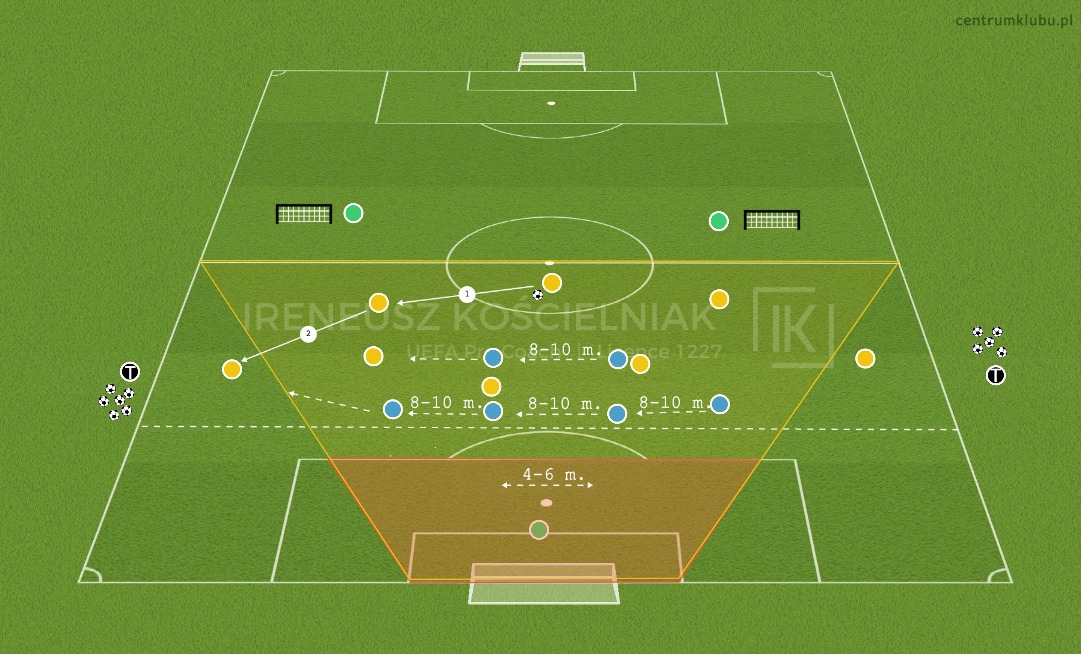 centrumklubu.pl
1
IRENEUSZ KOŚCIELNIAK
IK
2
8-10 m.
UEFA Pro Coach | Licence 1227
T
T
8-10 m.
8-10 m.
8-10 m.
4-6 m.